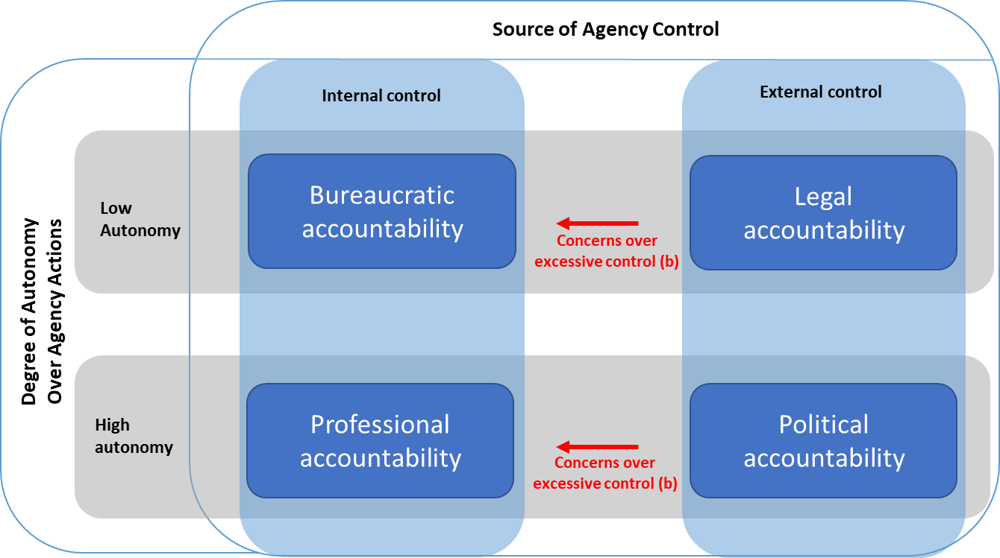 Source of Agency Control
Internal control
External control
Degree of Autonomy
Over Agency Actions
Low
Autonomy
Bureaucratic
accountability
Concerns over
excessive control (b)
Legal
accountability
High
autonomy
Professional
accountability
Concerns over
excessive control (b)
Political
accountability